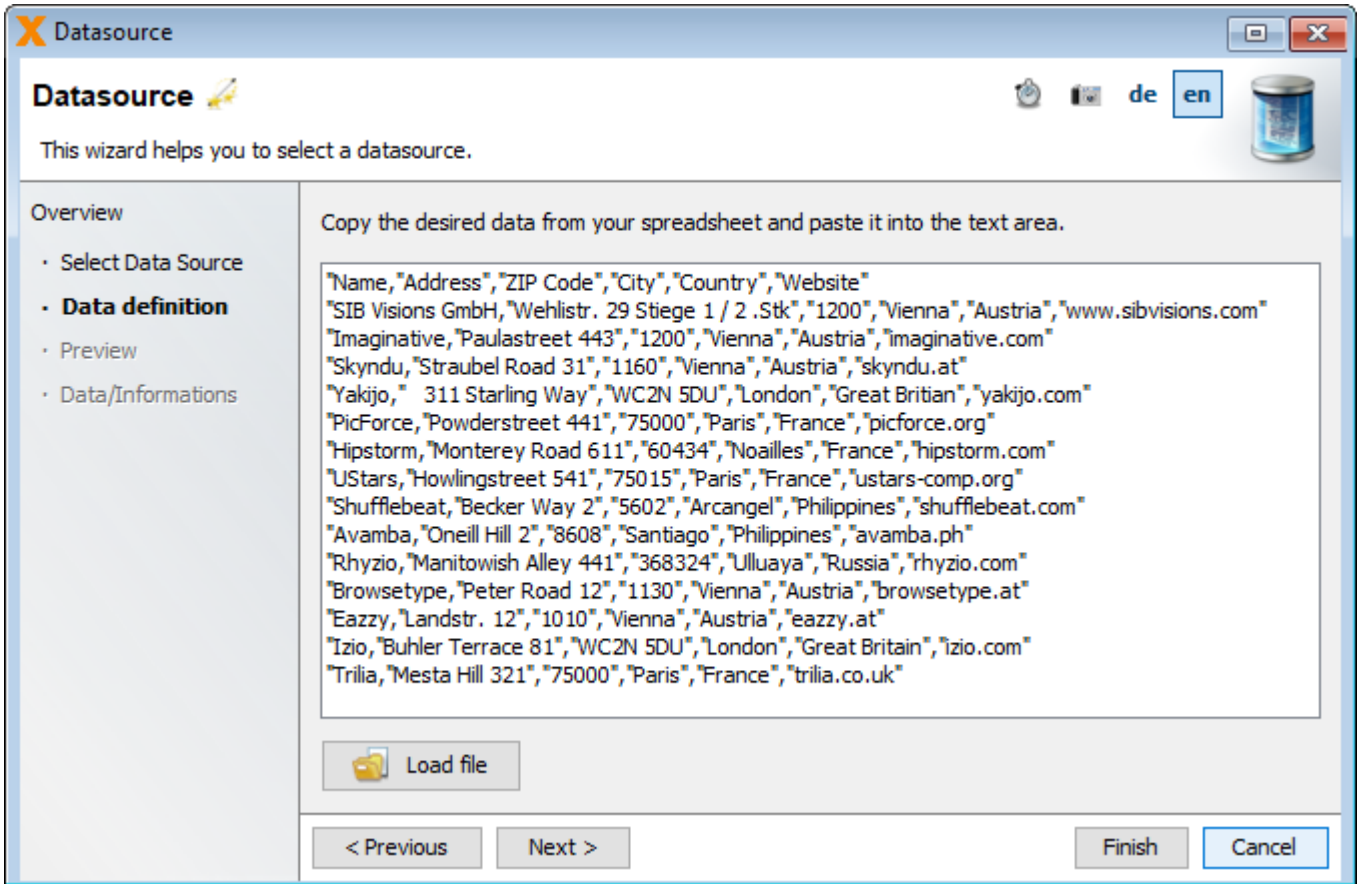 Datasource
Datasource
de
en
This wizard helps you to select a datasource.
Overview
· Select Data Source
· Data definition
· Preview
· Data/Informations
Copy the desired data from your spreadsheet and paste it into the text area.
"Name,"Address","ZIP Code","City","Country","Website"
"SIB Visions GmbH,"Wehlistr. 29 Stiege 1 / 2 .Stk","1200","Vienna","Austria","www.sibvisions.com"
"Imaginative,"Paulastreet 443","1200","Vienna","Austria","imaginative.com"
"Skyndu,"Straubel Road 31","1160","Vienna","Austria","skyndu.at"
"Yakijo,"   311 Starling Way","WC2N 5DU","London","Great Britian","yakijo.com"
"PicForce,"Powderstreet 441","75000","Paris","France","picforce.org"
"Hipstorm,"Monterey Road 611","60434","Noailles","France","hipstorm.com"
"UStars,"Howlingstreet 541","75015","Paris","France","ustars-comp.org"
"Shufflebeat,"Becker Way 2","5602","Arcangel","Philippines","shufflebeat.com"
"Avamba,"Oneill Hill 2","8608","Santiago","Philippines","avamba.ph"
"Rhyzio,"Manitowish Alley 441","368324","Ulluaya","Russia","rhyzio.com"
"Browsetype,"Peter Road 12","1130","Vienna","Austria","browsetype.at"
"Eazzy,"Landstr. 12","1010","Vienna","Austria","eazzy.at"
"Izio,"Buhler Terrace 81","WC2N 5DU","London","Great Britain","izio.com"
"Trilia,"Mesta Hill 321","75000","Paris","France","trilia.co.uk"
Load file
< Previous
Next >
Finish
Cancel